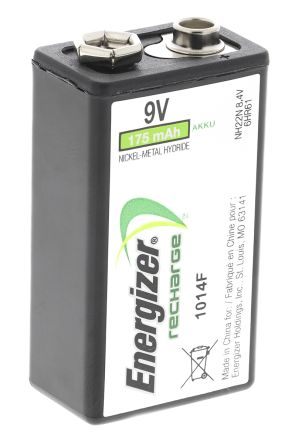 9V
175 mAh
AKKU
NICKEL-METAL HYDRIDE
NH22N 8,4V
6HR61
Energizer
recharge
1014F
Made in China for: / Fabriqué en Chine pour :
Energizer Holdings, Inc., St. Louis, MO 63141